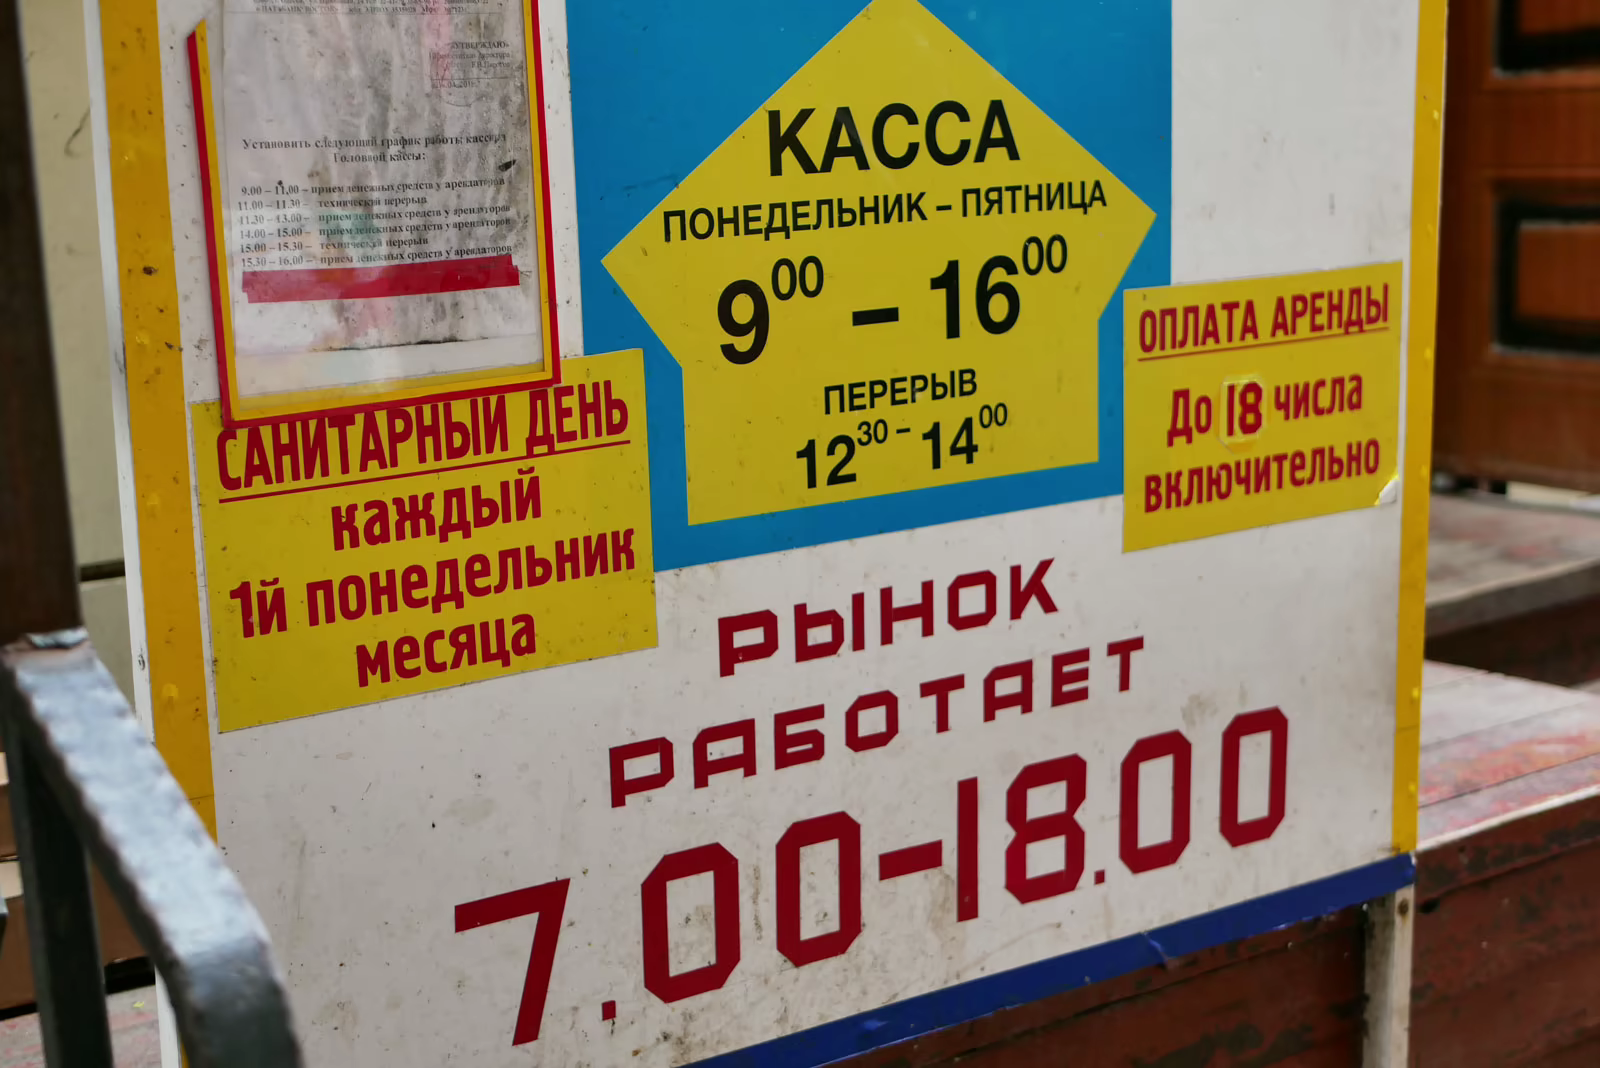 «УТВЕРЖДАЮ»
Установить следующий график работы кассира
Головной кассы:
9.00 – 11.00 – прием денежных средств у арендаторов
11.00 – 11.30 – технический перерыв
11.30 – 13.00 – прием денежных средств у арендаторов
14.00 – 15.00 – прием денежных средств у арендаторов
15.00 – 15.30 – технический перерыв
15.30 – 16.00 – прием денежных средств у арендаторов
КАССА
ПОНЕДЕЛЬНИК – ПЯТНИЦА
9⁰⁰ – 16⁰⁰
ПЕРЕРЫВ
12³⁰ – 14⁰⁰
САНИТАРНЫЙ ДЕНЬ
каждый
1й понедельник
месяца
ОПЛАТА АРЕНДЫ
До 18 числа
включительно
РЫНОК
РАБОТАЕТ
7.00–18.00